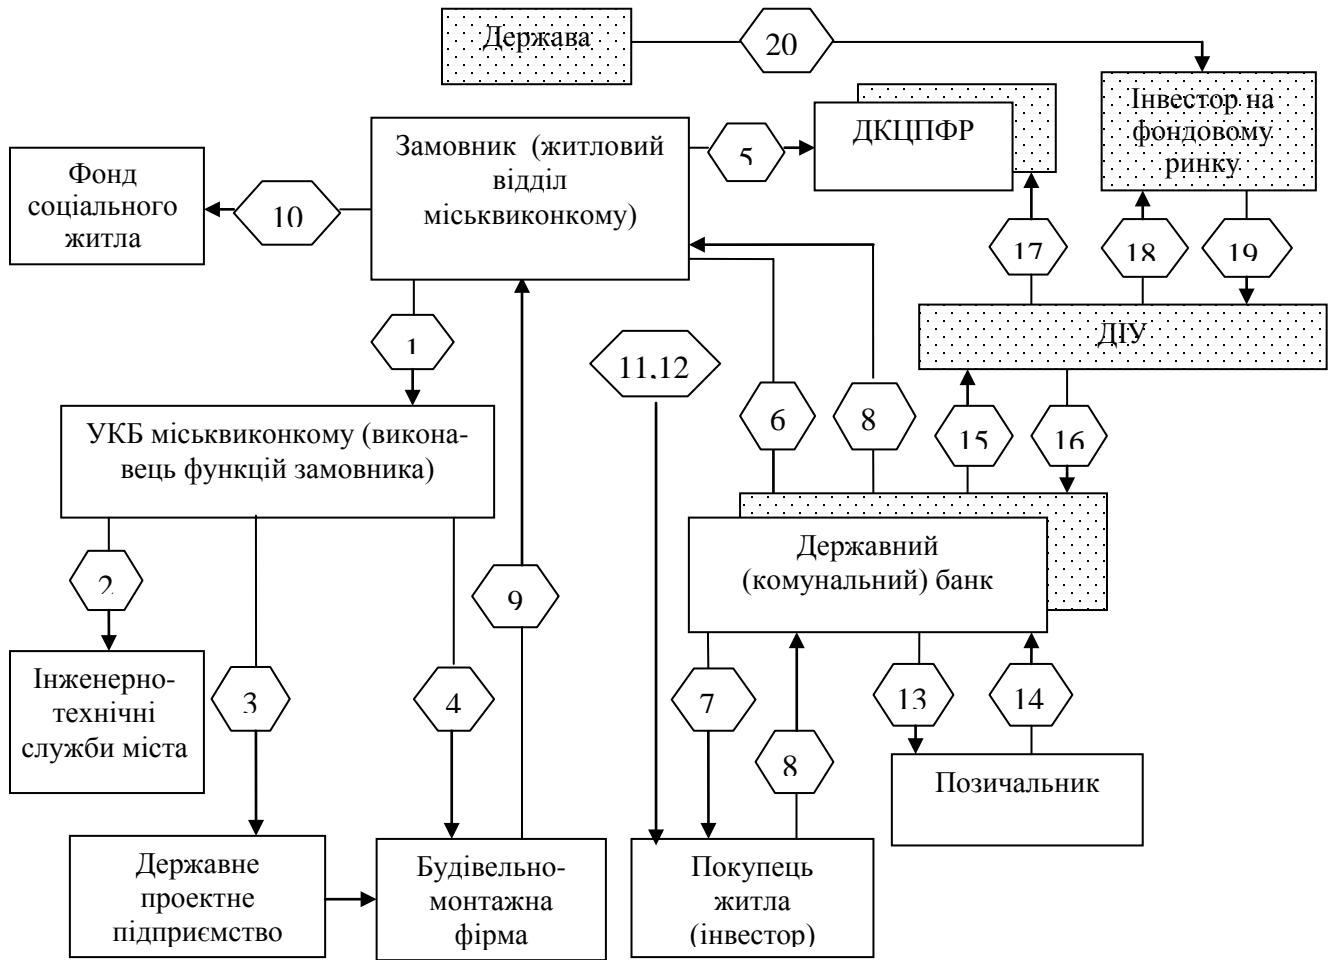 Держава
20
Інвестор на
фондовому
ринку
ДКЦПФР
Замовник (житловий
відділ
міськвиконкому)
5
Фонд
соціального
житла
10
17
18
19
1
11,12
ДІУ
6
8
15
16
УКБ міськвиконкому (викона-
вець функцій замовника)
Державний
(комунальний) банк
2
9
Інженерно-
технічні
служби міста
3
4
7
13
14
8
Позичальник
Державне
проектне
підприємство
Будівельно-
монтажна
фірма
Покупець
житла
(інвестор)